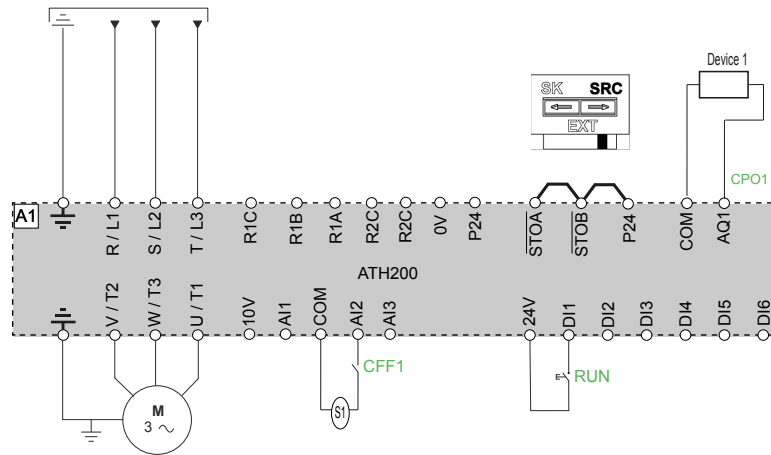 Device 1
SK SRC
EXT
CPO1
A1
R / L1
S / L2
T / L3
R1C
R1B
R1A
R2C
R2C
0V
P24
STOA
STOB
P24
COM
AQ1
ATH200
V / T2
W / T3
U / T1
10V
AI1
COM
AI2
AI3
24V
DI1
DI2
DI3
DI4
DI5
DI6
CFF1
RUN
S1
M
3 ~